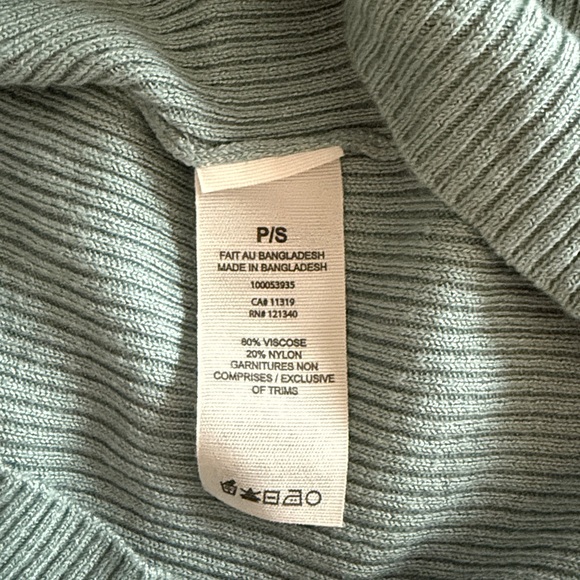 P/S
FAIT AU BANGLADESH
MADE IN BANGLADESH
100053935
CA# 11319
RN# 121340
80% VISCOSE
20% NYLON
GARNITURES NON
COMPRISES / EXCLUSIVE
OF TRIMS